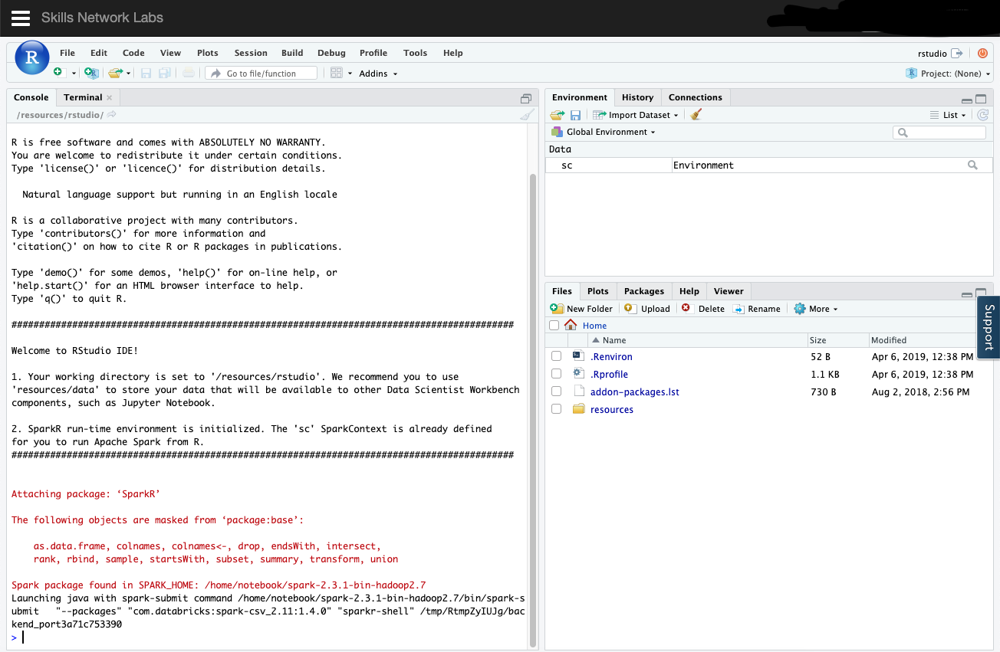 Skills Network Labs
R
File Edit Code View Plots Session Build Debug Profile Tools Help
rstudio
Go to file/function
Addins
Project: (None)
Console Terminal
/resources/rstudio/
R is free software and comes with ABSOLUTELY NO WARRANTY.
You are welcome to redistribute it under certain conditions.
Type 'license()' or 'licence()' for distribution details.
Natural language support but running in an English locale
R is a collaborative project with many contributors.
Type 'contributors()' for more information and
'citation()' on how to cite R or R packages in publications.
Type 'demo()' for some demos, 'help()' for on-line help, or
'help.start()' for an HTML browser interface to help.
Type 'q()' to quit R.
###########################################################################################
Welcome to RStudio IDE!
1. Your working directory is set to '/resources/rstudio'. We recommend you to use
'resources/data' to store your data that will be available to other Data Scientist Workbench
components, such as Jupyter Notebook.
2. SparkR run-time environment is initialized. The 'sc' SparkContext is already defined
for you to run Apache Spark from R.
###########################################################################################
Attaching package: ‘SparkR’
The following objects are masked from ‘package:base’:
as.data.frame, colnames, colnames<-, drop, endsWith, intersect,
rank, rbind, sample, startsWith, subset, summary, transform, union
Spark package found in SPARK_HOME: /home/notebook/spark-2.3.1-bin-hadoop2.7
Launching java with spark-submit command /home/notebook/spark-2.3.1-bin-hadoop2.7/bin/spark-s
ubmit   "--packages" "com.databricks:spark-csv_2.11:1.4.0" "sparkr-shell" /tmp/RtmpZyIUJg/bac
kend_port3a71c753390
>
Environment History Connections
Import Dataset
List
Global Environment
Data
sc Environment
Files Plots Packages Help Viewer
New Folder Upload Delete Rename More
Home
Name Size Modified
.Renviron 52 B Apr 6, 2019, 12:38 PM
.Rprofile 1.1 KB Apr 6, 2019, 12:38 PM
addon-packages.lst 730 B Aug 2, 2018, 2:56 PM
resources
Support